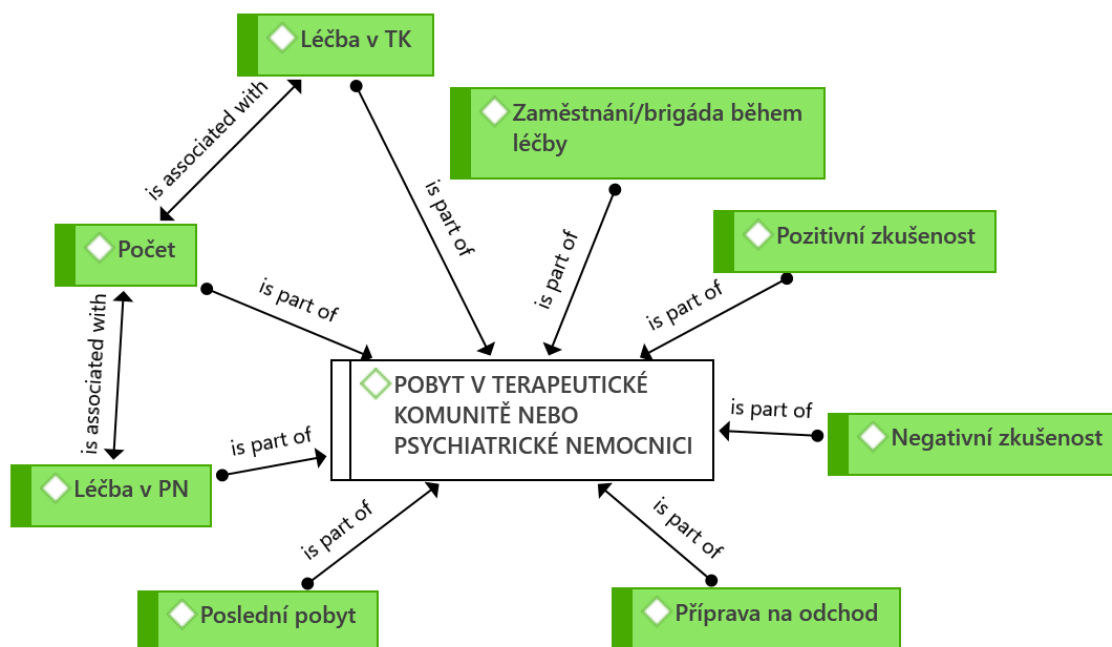 Léčba v TK
Zaměstnání/brigáda během
léčby
is associated with
is part of
Počet
Pozitivní zkušenost
is part of
is part of
is part of
is associated with
POBYT V TERAPEUTICKÉ
KOMUNITĚ NEBO
PSYCHIATRICKÉ NEMOCNICI
is part of
Negativní zkušenost
is part of
Léčba v PN
is part of
is part of
Poslední pobyt
Příprava na odchod